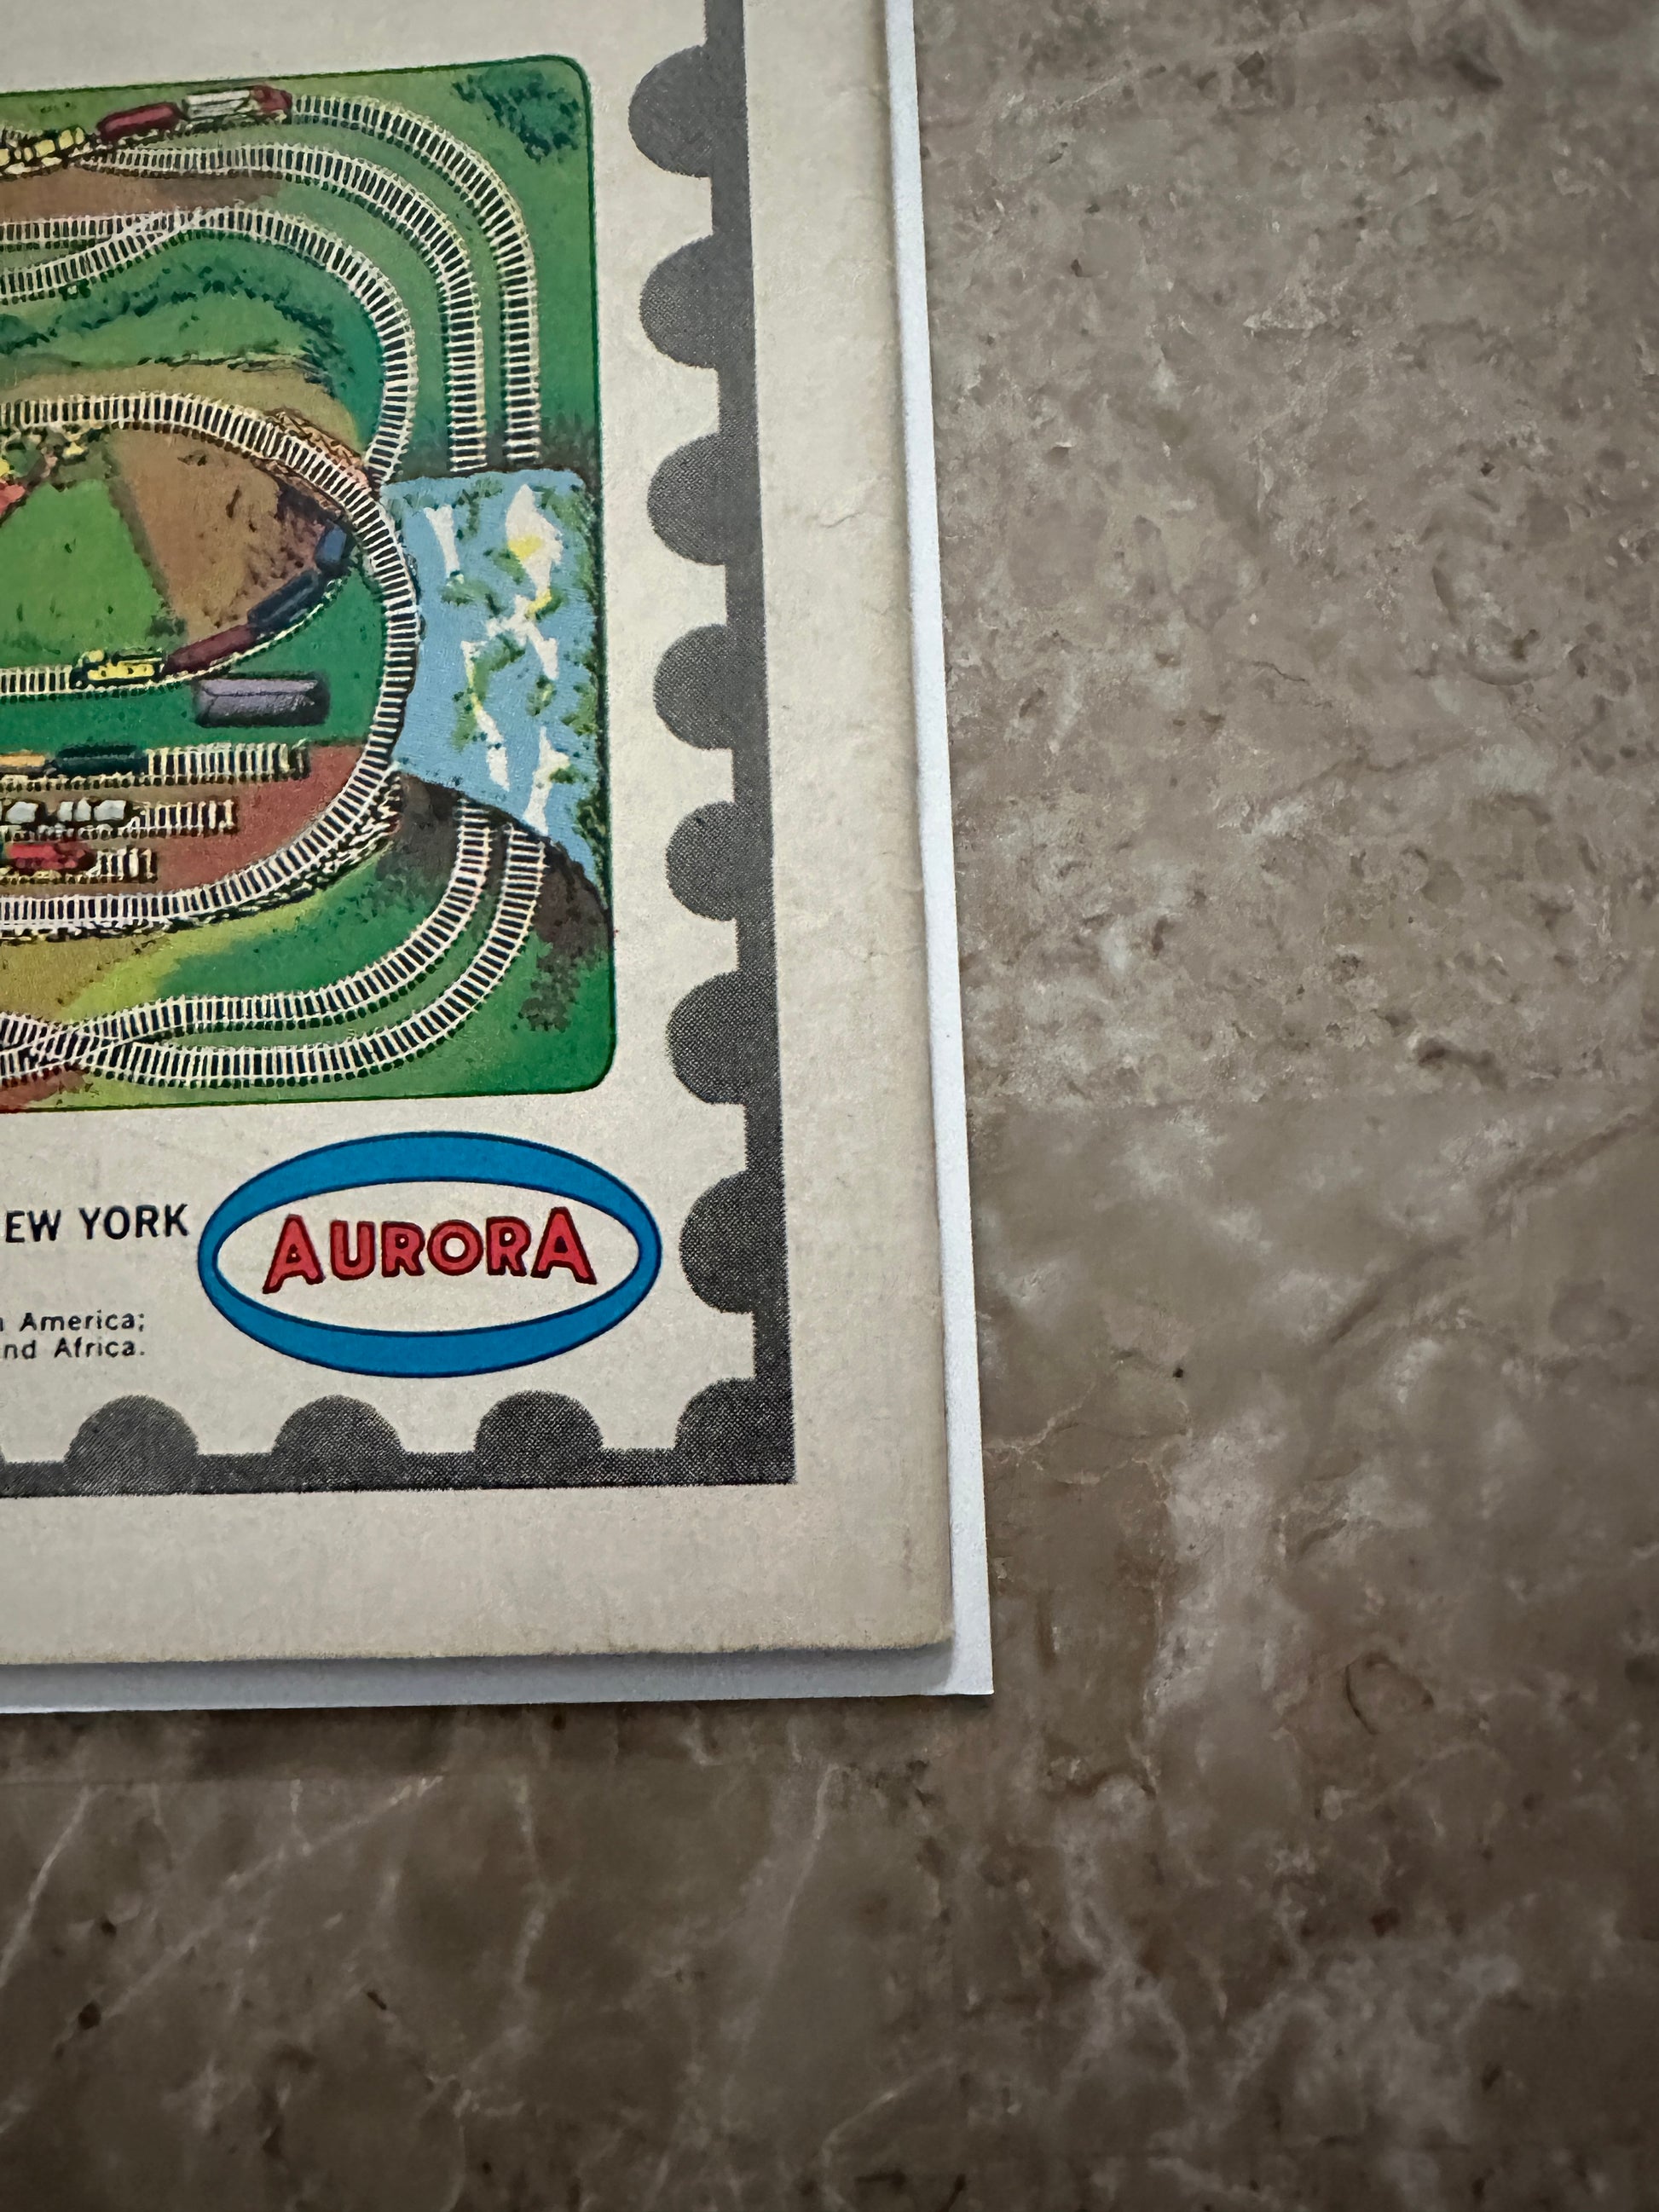 EW YORK
AURORA
America;
nd Africa.